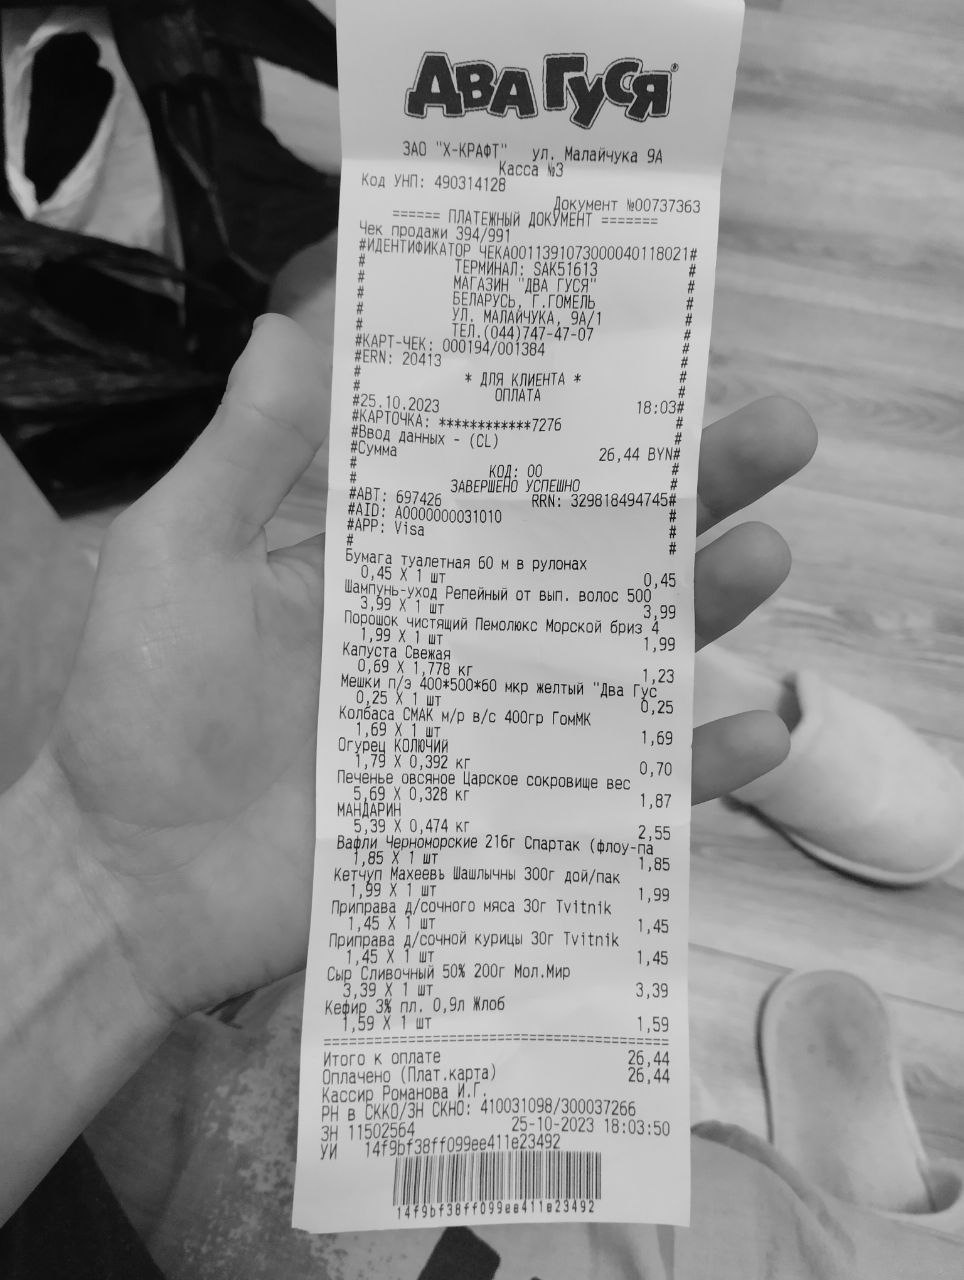 ДВА ГУСЯ
ЗАО "Х-КРАФТ" ул. Малайчука 9А
Касса №3
Код УНП: 490314128
Документ №00737363
====== ПЛАТЕЖНЫЙ ДОКУМЕНТ =======
Чек продажи 394/991
#ИДЕНТИФИКАТОР ЧЕКА0011391073000040118021#
# ТЕРМИНАЛ: SAK51613 #
# МАГАЗИН "ДВА ГУСЯ" #
# БЕЛАРУСЬ, Г.ГОМЕЛЬ #
# УЛ. МАЛАЙЧУКА, 9А/1 #
# ТЕЛ.(044)747-47-07 #
#КАРТ-ЧЕК: 000194/001384 #
#ERN: 20413 #
# * ДЛЯ КЛИЕНТА * #
# ОПЛАТА #
#25.10.2023 18:03#
#КАРТОЧКА: ************7276 #
#Ввод данных - (CL) #
#Сумма 26,44 BYN#
# КОД: 00 #
# ЗАВЕРШЕНО УСПЕШНО #
#АВТ: 697426 RRN: 329818494745#
#AID: A0000000031010 #
#APP: Visa #
# #
Бумага туалетная 60 м в рулонах
0,45 X 1 шт 0,45
Шампунь-уход Репейный от вып. волос 500
3,99 X 1 шт 3,99
Порошок чистящий Пемолюкс Морской бриз 4
1,99 X 1 шт 1,99
Капуста Свежая
0,69 X 1,778 кг 1,23
Мешки п/э 400*500*60 мкр желтый "Два Гус
0,25 X 1 шт 0,25
Колбаса СМАК м/р в/с 400гр ГомМК
1,69 X 1 шт 1,69
Огурец КОЛЮЧИЙ
1,79 X 0,392 кг 0,70
Печенье овсяное Царское сокровище вес
5,69 X 0,328 кг 1,87
МАНДАРИН
5,39 X 0,474 кг 2,55
Вафли Черноморские 216г Спартак (флоу-па
1,85 X 1 шт 1,85
Кетчуп Махеевъ Шашлычны 300г дой/пак
1,99 X 1 шт 1,99
Приправа д/сочного мяса 30г Tvitnik
1,45 X 1 шт 1,45
Приправа д/сочной курицы 30г Tvitnik
1,45 X 1 шт 1,45
Сыр Сливочный 50% 200г Мол.Мир
3,39 X 1 шт 3,39
Кефир 3% пл. 0,9л Жлоб
1,59 X 1 шт 1,59
========================================
Итого к оплате 26,44
Оплачено (Плат.карта) 26,44
Кассир Романова И.Г.
РН в СККО/ЗН СКНО: 410031098/300037266
ЗН 11502564 25-10-2023 18:03:50
УИ 14f9bf38ff099ee411e23492
14f9bf38ff099ee411e23492